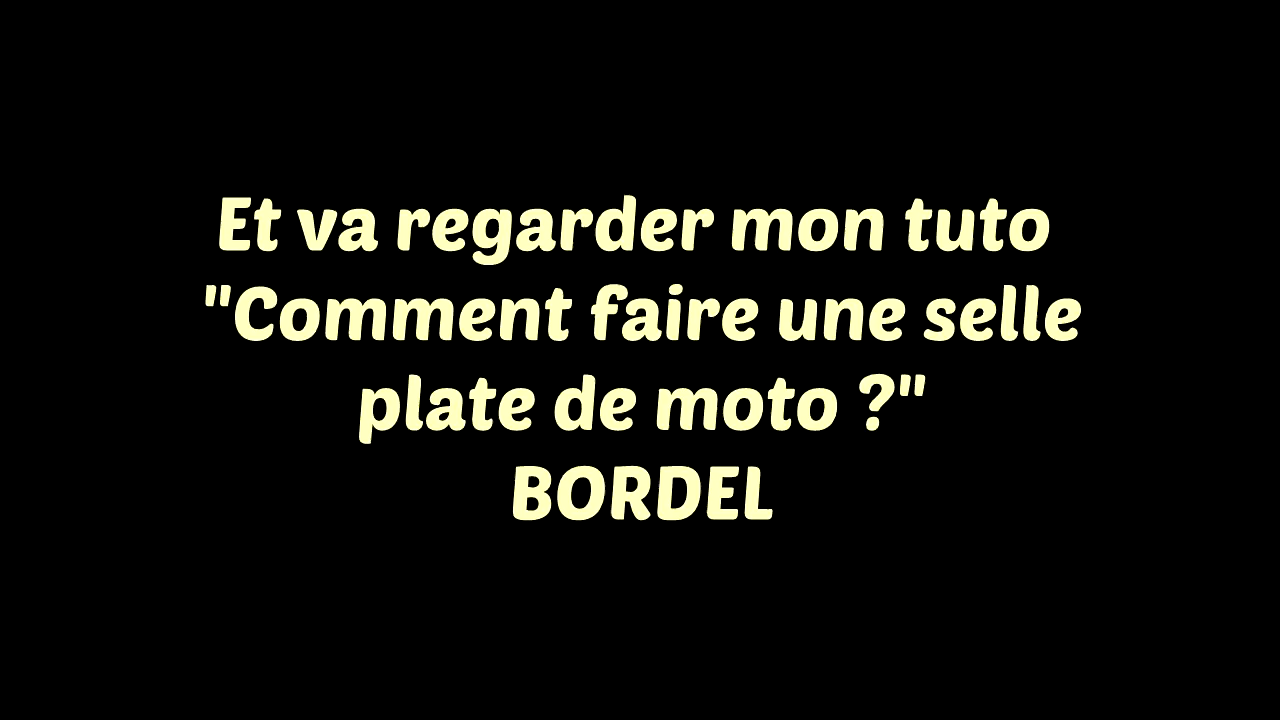 Et va regarder mon tuto
"Comment faire une selle
plate de moto ?"
BORDEL